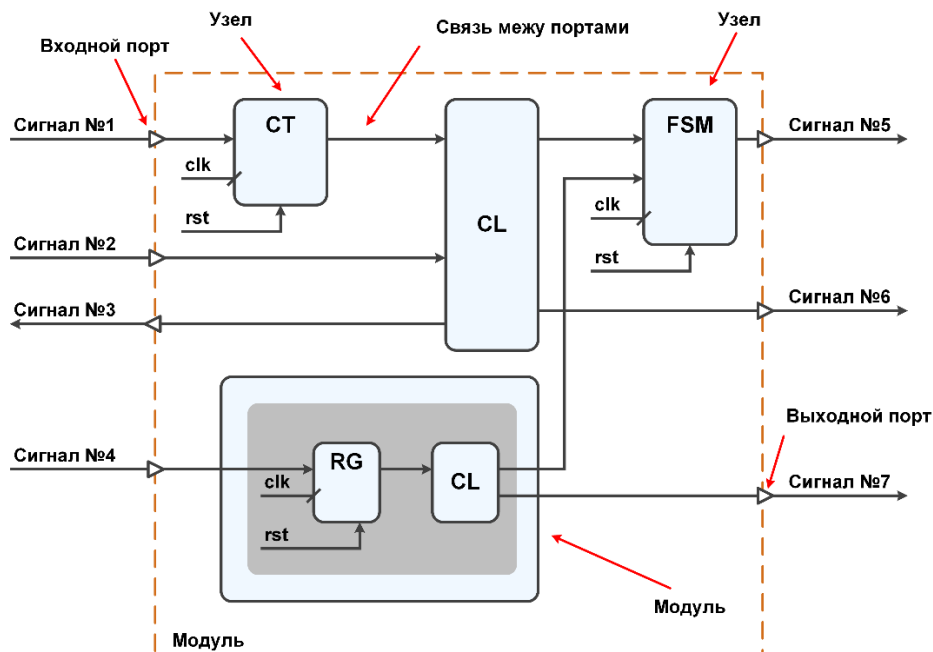 Узел
Связь межу портами
Узел
Входной порт
Сигнал №1
CT
FSM
Сигнал №5
clk
rst
clk
rst
CL
Сигнал №2
Сигнал №3
Сигнал №6
Выходной порт
Сигнал №4
RG
clk
rst
CL
Сигнал №7
Модуль
Модуль